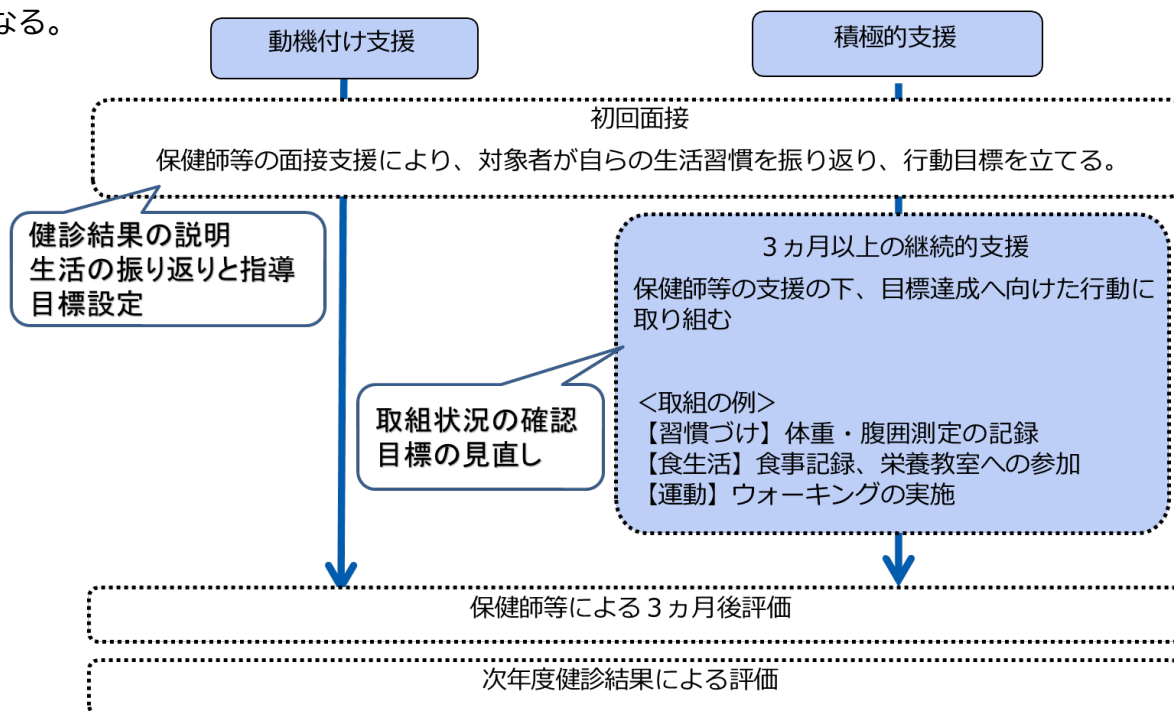 なる。
動機付け支援
積極的支援
初回面接
保健師等の面接支援により、対象者が自らの生活習慣を振り返り、行動目標を立てる。
健診結果の説明
生活の振り返りと指導
目標設定
３ヵ月以上の継続的支援
保健師等の支援の下、目標達成へ向けた行動に
取り組む
取組状況の確認
目標の見直し
＜取組の例＞
【習慣づけ】体重・腹囲測定の記録
【食生活】食事記録、栄養教室への参加
【運動】ウォーキングの実施
保健師等による３ヵ月後評価
次年度健診結果による評価